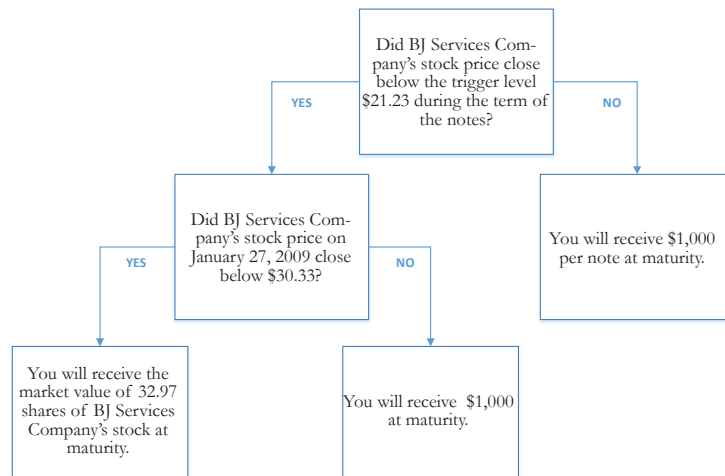 Did BJ Services Com-
pany’s stock price close
below the trigger level
$21.23 during the term of
the notes?
YES
NO
Did BJ Services Com-
pany’s stock price on
January 27, 2009 close
below $30.33?
You will receive $1,000
per note at maturity.
YES
NO
You will receive the
market value of 32.97
shares of BJ Services
Company’s stock at
maturity.
You will receive $1,000
at maturity.